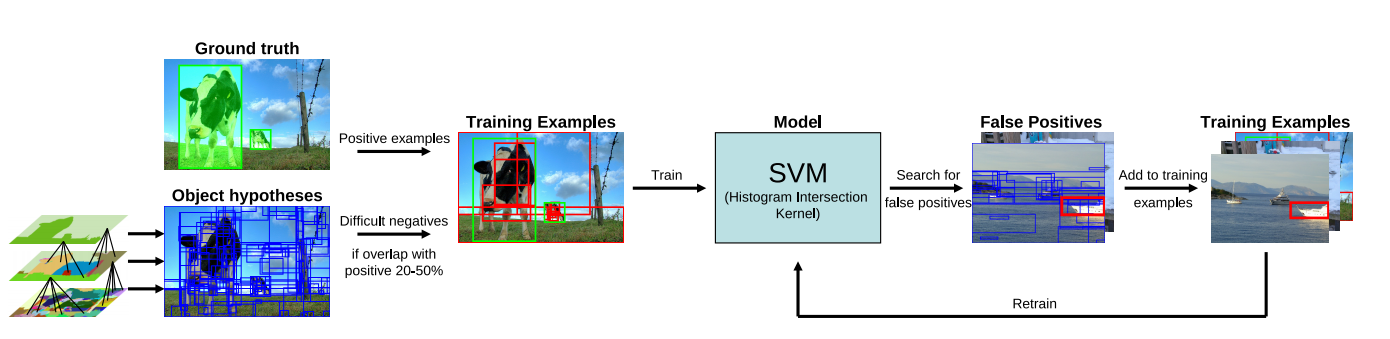 Ground truth
Positive examples
Object hypotheses
Difficult negatives
if overlap with
positive 20-50%
Training Examples
Train
Model
SVM
(Histogram Intersection
Kernel)
Search for
false positives
False Positives
Add to training
examples
Training Examples
Retrain